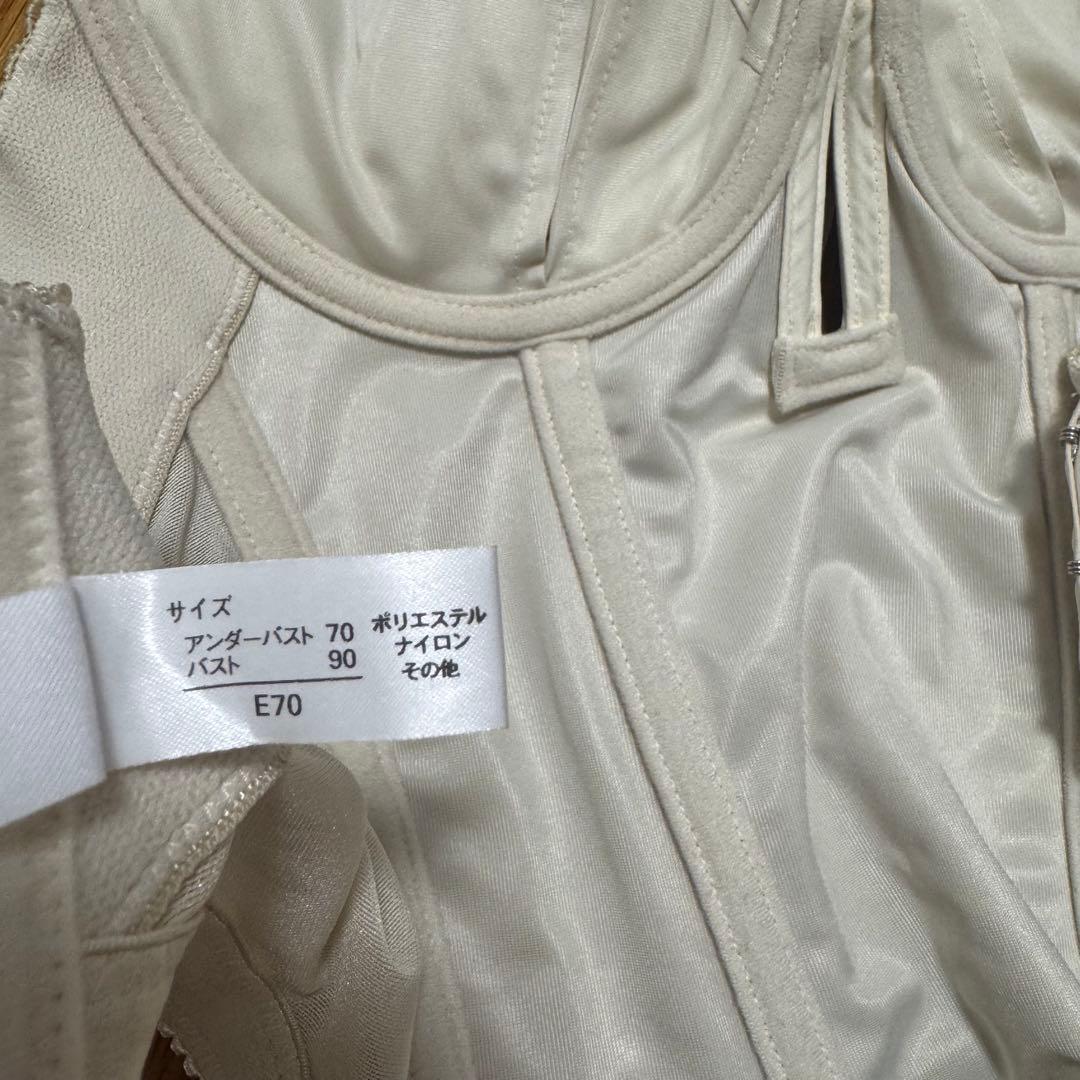 サイズ
アンダーバスト 70
バスト 90
E70
ポリエステル
ナイロン
その他